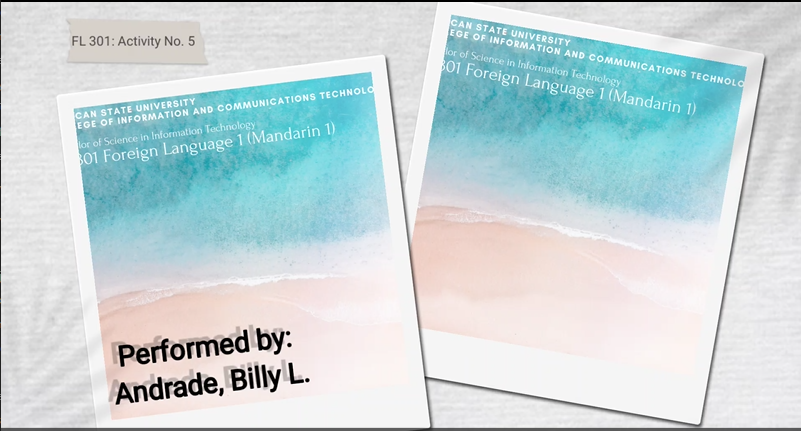 FL 301: Activity No. 5
CAN STATE UNIVERSITY
EGE OF INFORMATION AND COMMUNICATIONS TECHNOLO
lor of Science in Information Technology
301 Foreign Language 1 (Mandarin 1)
Performed by:
Andrade, Billy L.
CAN STATE UNIVERSITY
EGE OF INFORMATION AND COMMUNICATIONS TECHNOLO
lor of Science in Information Technology
301 Foreign Language 1 (Mandarin 1)